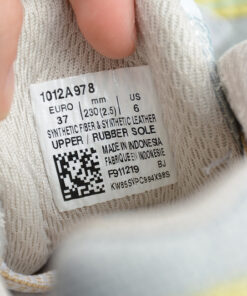 1012A978
EURO mm US
37 230 (2.5) 6
SYNTHETIC FIBER & SYNTHETIC LEATHER
UPPER / RUBBER SOLE
MADE IN INDONESIA
FABRIQUE EN INDONESIE
F911219 BJ